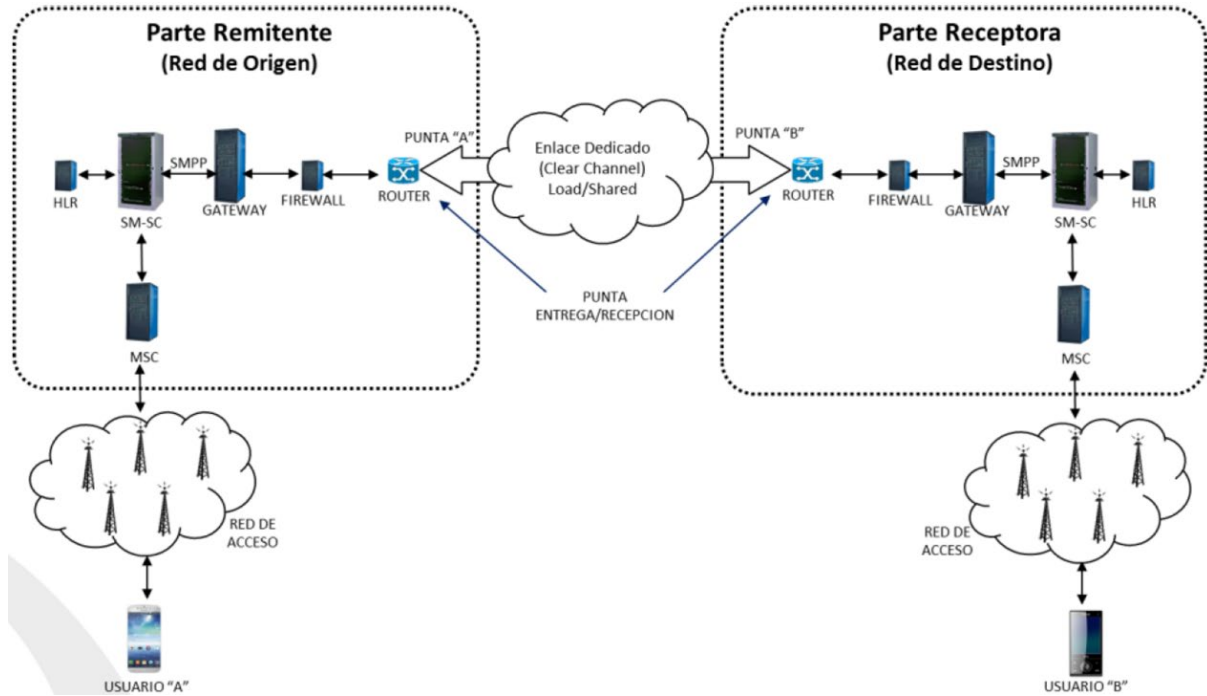 Parte Remitente
(Red de Origen)
Parte Receptora
(Red de Destino)
PUNTA “A”
Enlace Dedicado
(Clear Channel)
Load/Shared
PUNTA “B”
HLR
SM-SC
SMPP
GATEWAY
FIREWALL
ROUTER
ROUTER
FIREWALL
GATEWAY
SMPP
SM-SC
HLR
PUNTA
ENTREGA/RECEPCION
MSC
MSC
RED DE
ACCESO
RED DE
ACCESO
USUARIO “A”
USUARIO “B”